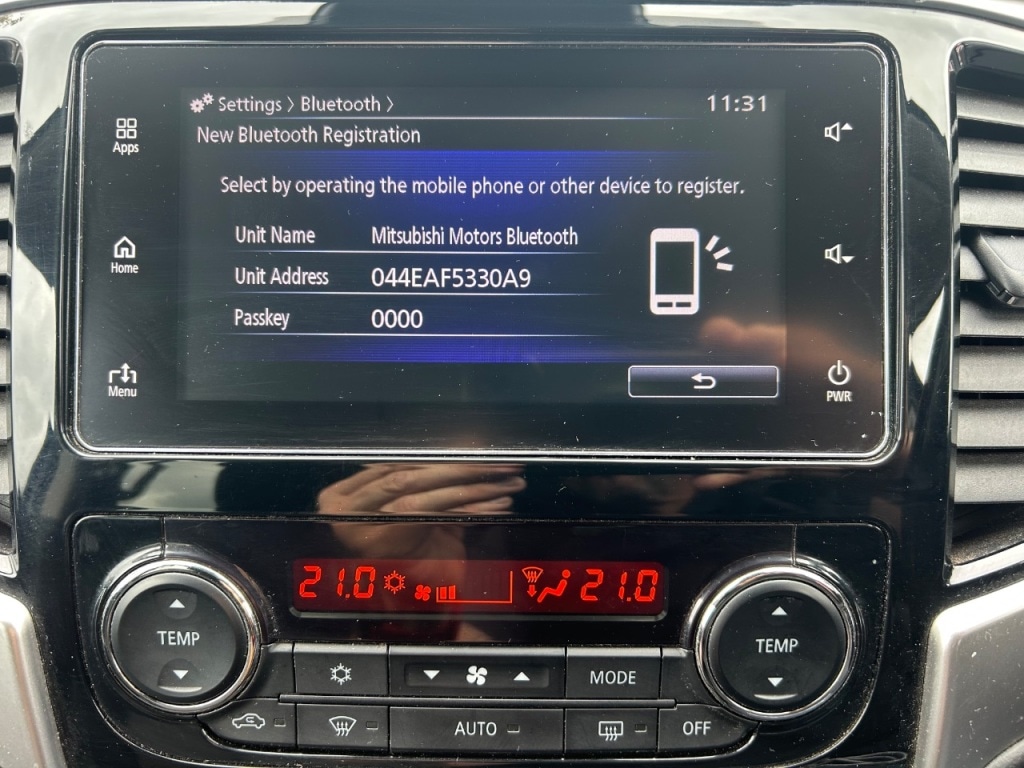 Settings > Bluetooth > 11:31
New Bluetooth Registration
Apps
Select by operating the mobile phone or other device to register.
Unit Name Mitsubishi Motors Bluetooth
Home
Unit Address 044EAF5330A9
Passkey 0000
Menu
PWR
21.0 21.0
TEMP
TEMP
MODE
AUTO
OFF